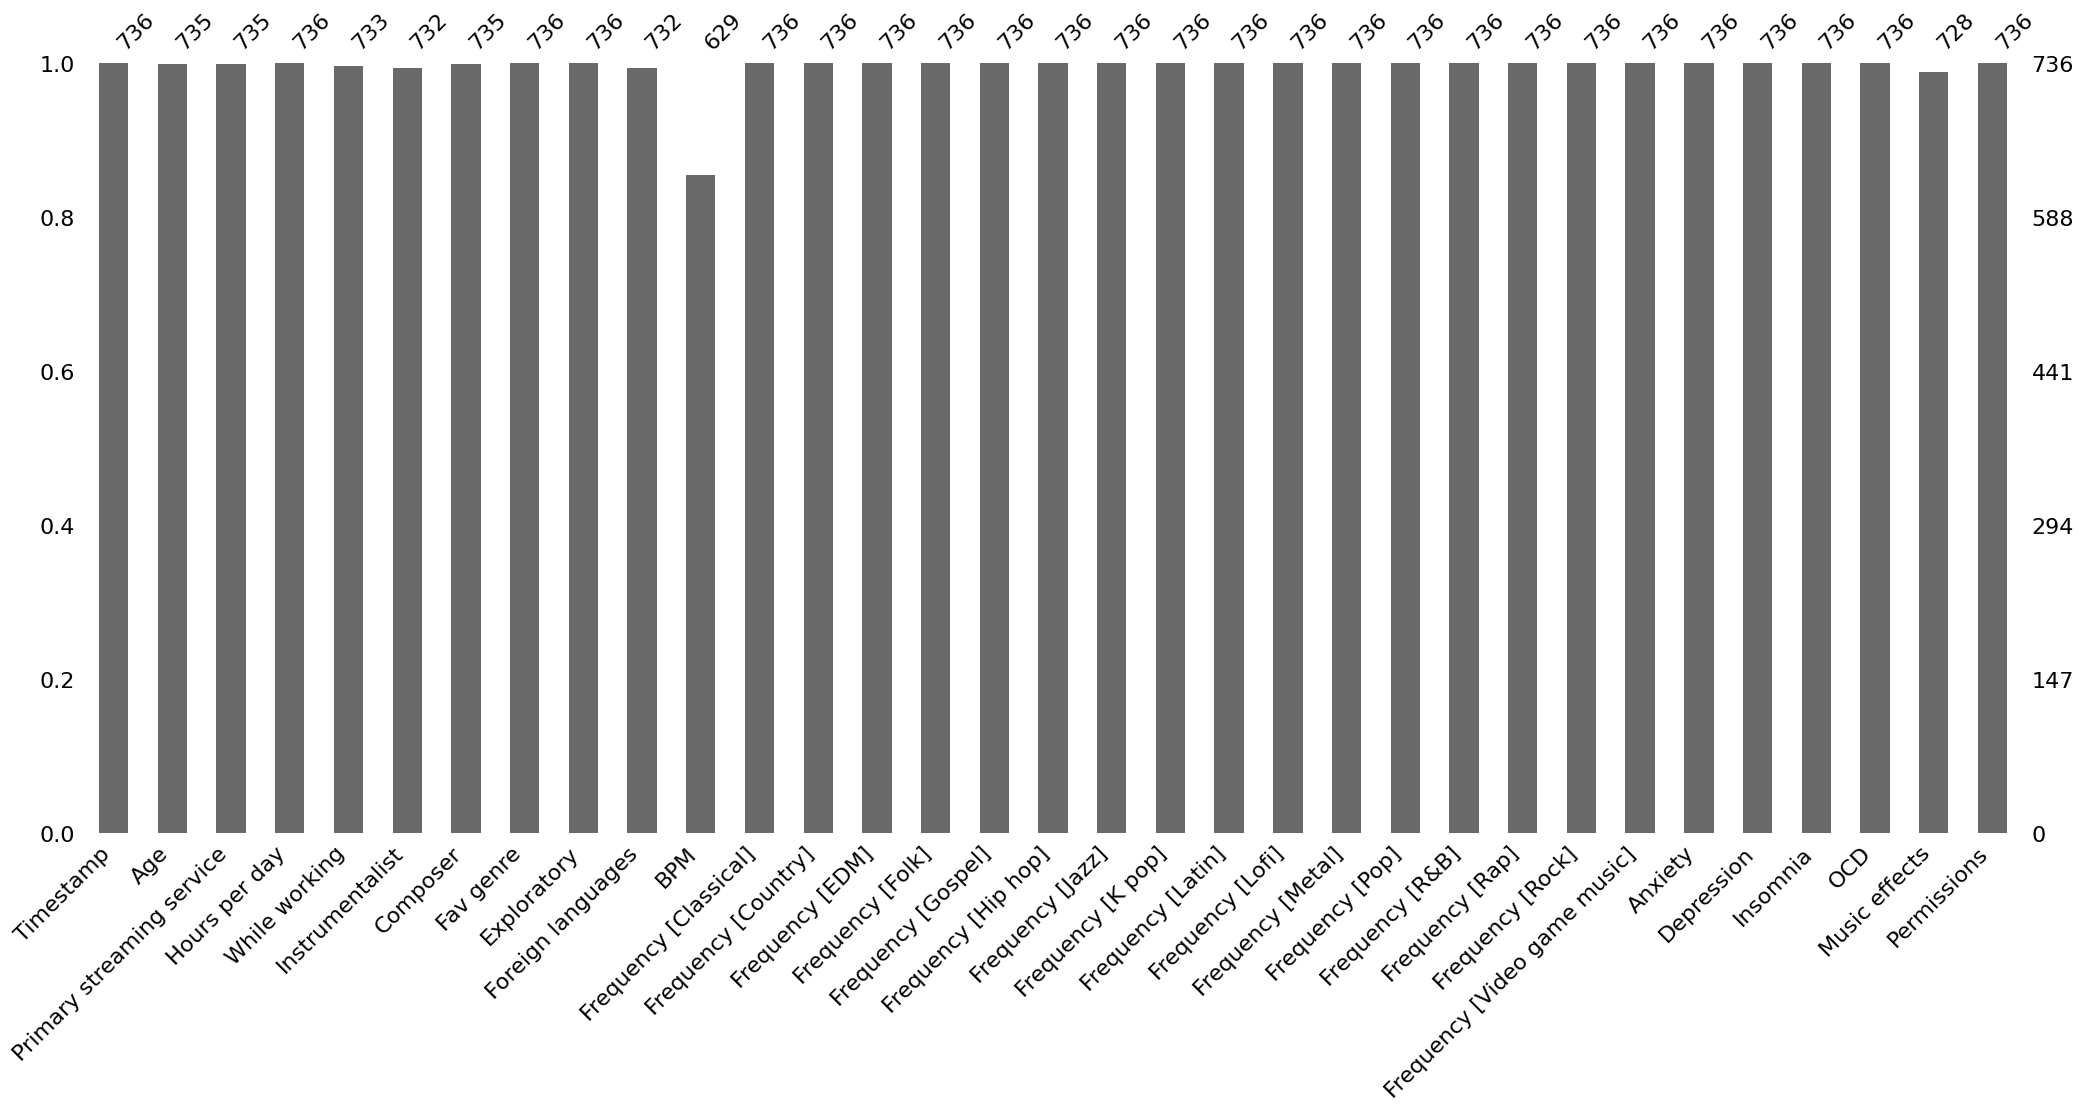 736 735 735 736 733 732 735 736 736 732 629 736 736 736 736 736 736 736 736 736 736 736 736 736 736 736 736 736 736 736 736 728 736
1.0 736
0.8 588
0.6 441
0.4 294
0.2 147
0.0 0
Timestamp
Age
Primary streaming service
Hours per day
While working
Instrumentalist
Composer
Fav genre
Exploratory
Foreign languages
BPM
Frequency [Classical]
Frequency [Country]
Frequency [EDM]
Frequency [Folk]
Frequency [Gospel]
Frequency [Hip hop]
Frequency [Jazz]
Frequency [K pop]
Frequency [Latin]
Frequency [Lofi]
Frequency [Metal]
Frequency [Pop]
Frequency [R&B]
Frequency [Rap]
Frequency [Rock]
Frequency [Video game music]
Anxiety
Depression
Insomnia
OCD
Music effects
Permissions